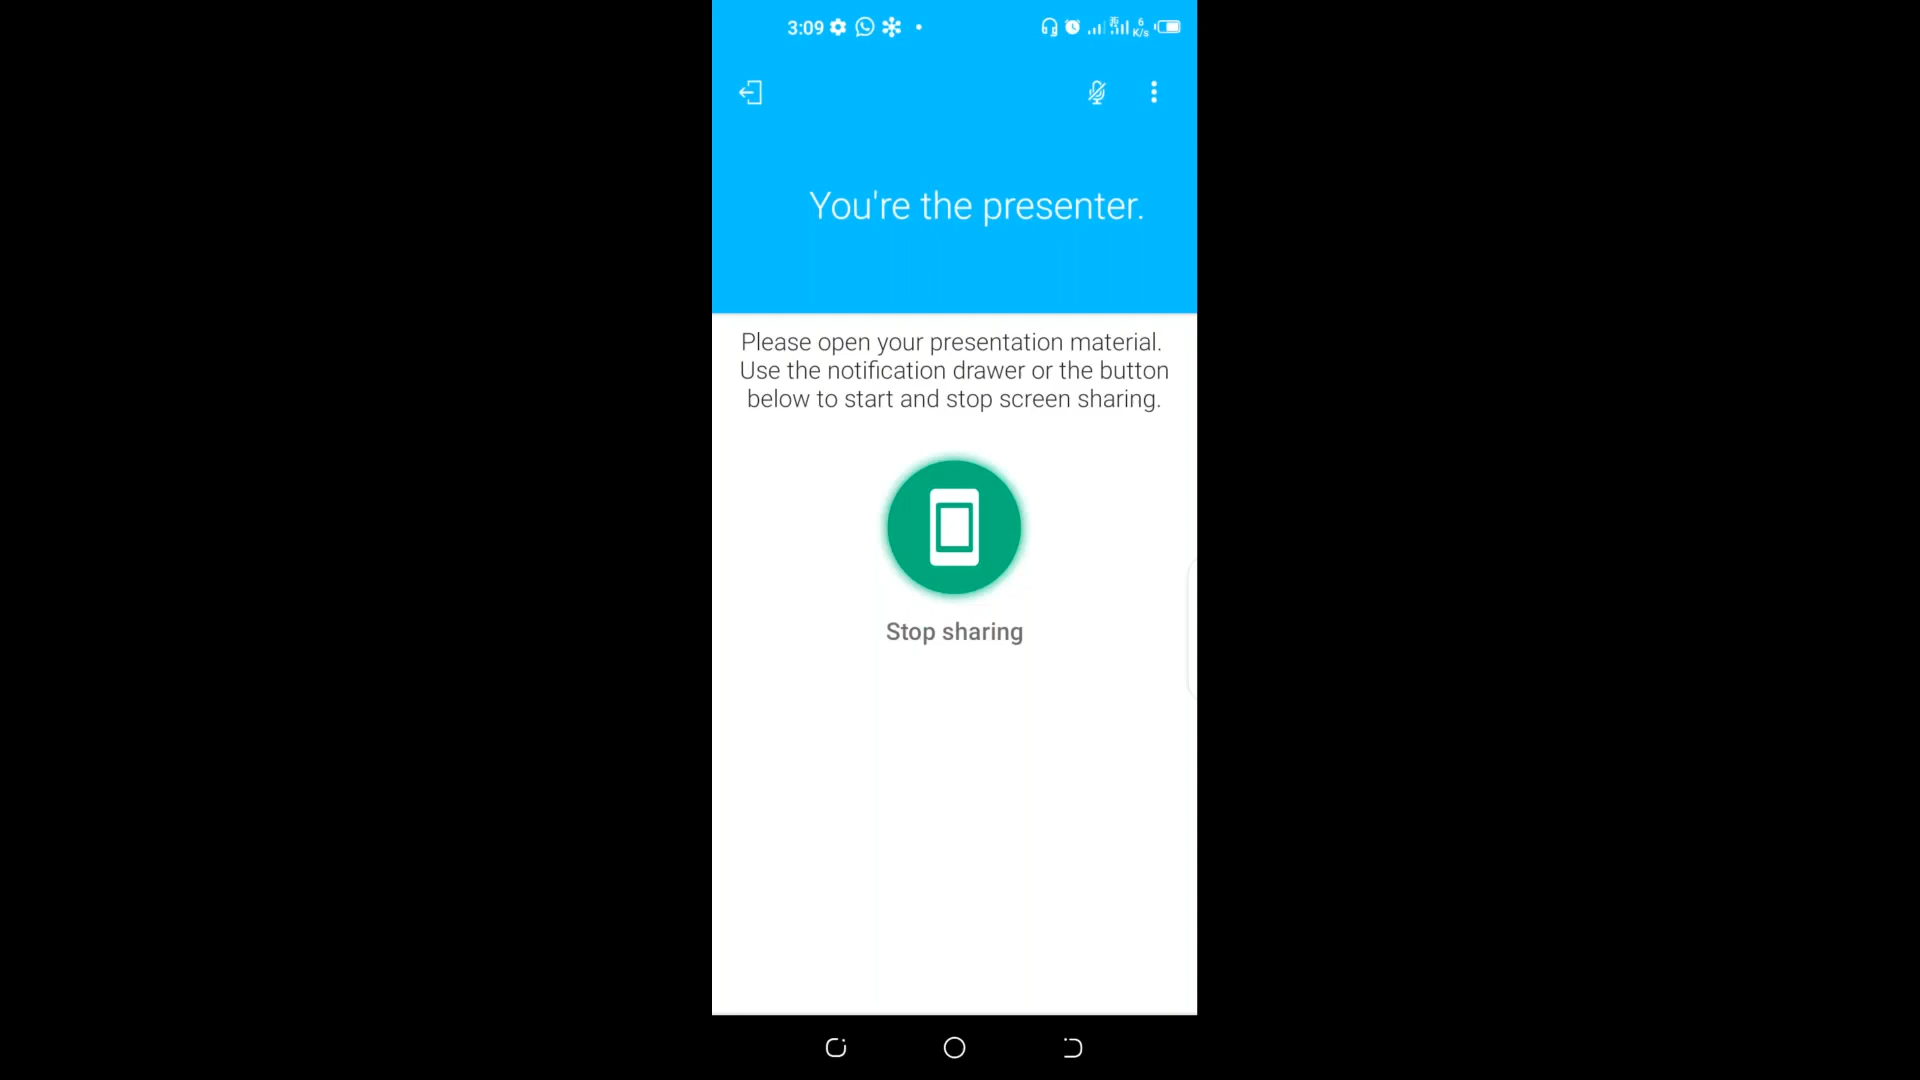 3:09 6 K/s
You're the presenter.
Please open your presentation material.
Use the notification drawer or the button
below to start and stop screen sharing.
Stop sharing